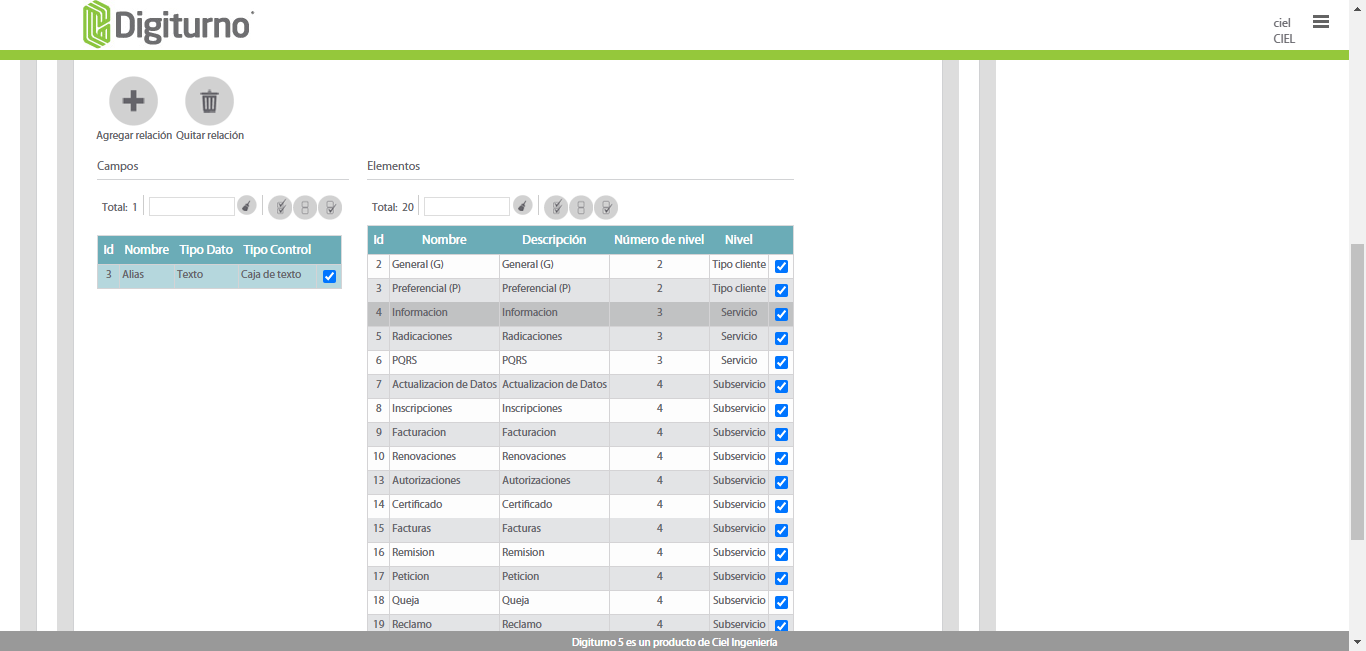 Digiturno
ciel
CIEL
Agregar relación Quitar relación
Campos
Elementos
Total: 1
Total: 20
Id Nombre Tipo Dato Tipo Control
3 Alias Texto Caja de texto
Id Nombre Descripción Número de nivel Nivel
2 General (G) General (G) 2 Tipo cliente
3 Preferencial (P) Preferencial (P) 2 Tipo cliente
4 Informacion Informacion 3 Servicio
5 Radicaciones Radicaciones 3 Servicio
6 PQRS PQRS 3 Servicio
7 Actualizacion de Datos Actualizacion de Datos 4 Subservicio
8 Inscripciones Inscripciones 4 Subservicio
9 Facturacion Facturacion 4 Subservicio
10 Renovaciones Renovaciones 4 Subservicio
13 Autorizaciones Autorizaciones 4 Subservicio
14 Certificado Certificado 4 Subservicio
15 Facturas Facturas 4 Subservicio
16 Remision Remision 4 Subservicio
17 Peticion Peticion 4 Subservicio
18 Queja Queja 4 Subservicio
19 Reclamo Reclamo 4 Subservicio
Digiturno 5 es un producto de Ciel Ingeniería